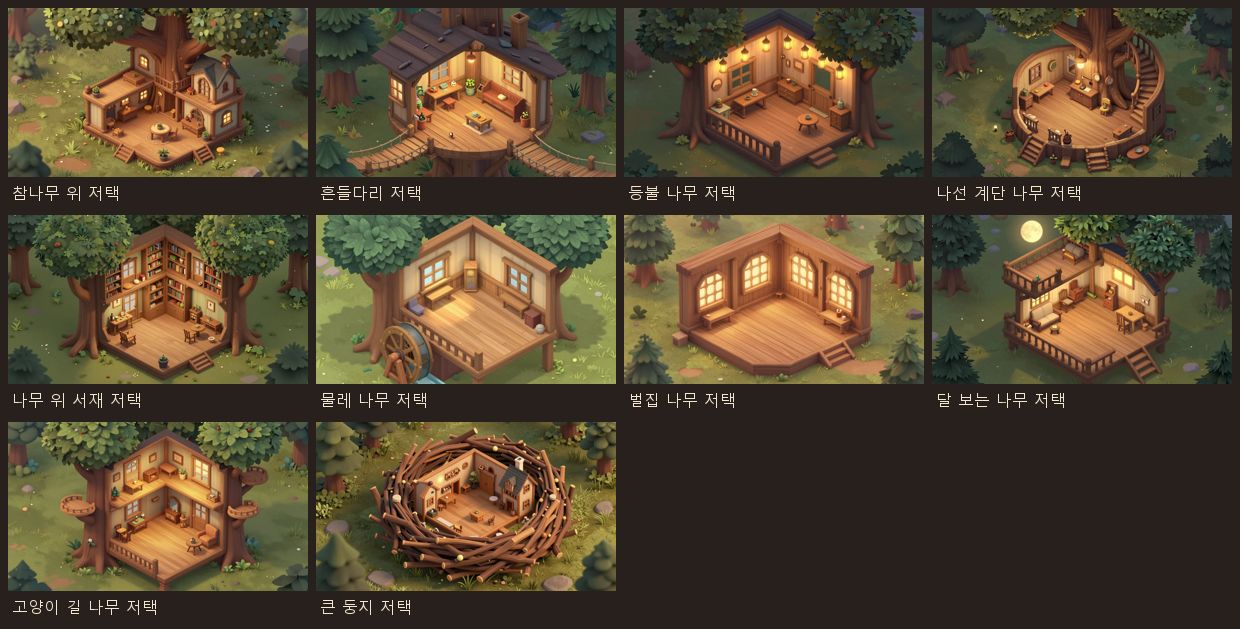 참나무 위 저택
흔들다리 저택
등불 나무 저택
나선 계단 나무 저택
나무 위 서재 저택
물레 나무 저택
벌집 나무 저택
달 보는 나무 저택
고양이 길 나무 저택
큰 둥지 저택